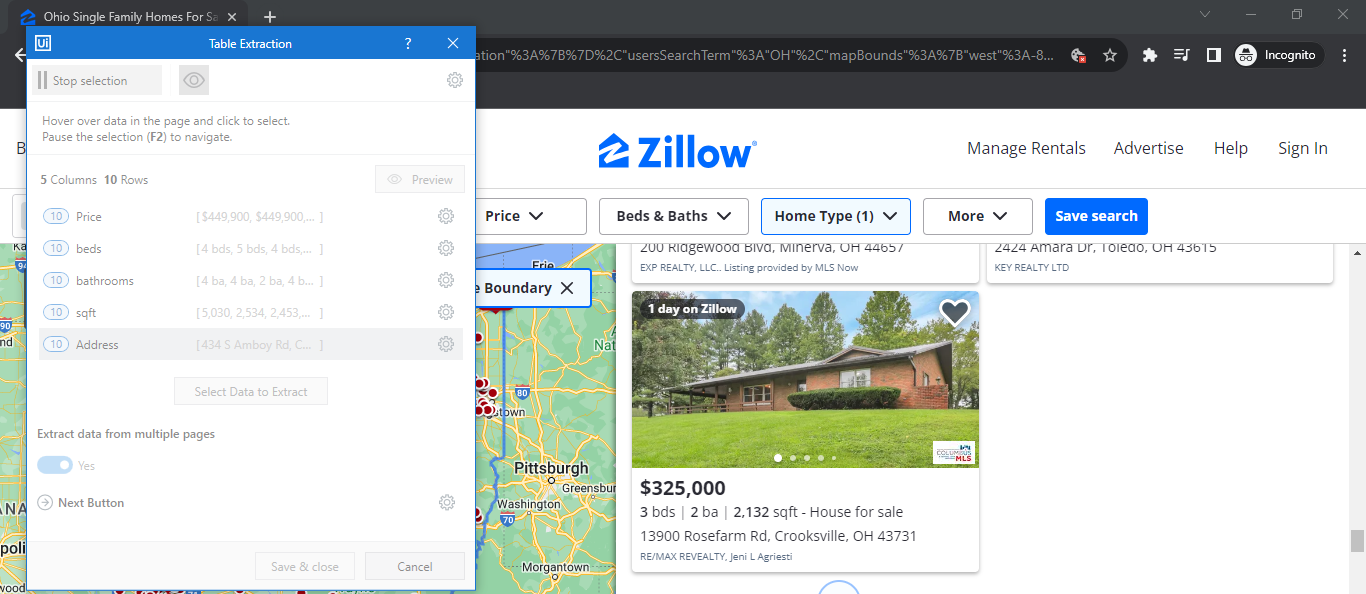 Ohio Single Family Homes For Sa
ation"%3A%7B%7D%2C"usersSearchTerm"%3A"OH"%2C"mapBounds"%3A%7B"west"%3A-8...
Incognito
Ui
Table Extraction
?
Stop selection
Hover over data in the page and click to select.
Pause the selection (F2) to navigate.
5 Columns 10 Rows
Preview
10 Price [ $449,900, $449,900,... ]
10 beds [ 4 bds, 5 bds, 4 bds,... ]
10 bathrooms [ 4 ba, 4 ba, 2 ba, 4 b... ]
10 sqft [ 5,030, 2,534, 2,453,... ]
10 Address [ 434 S Amboy Rd, C... ]
Select Data to Extract
Extract data from multiple pages
Yes
Next Button
Save & close
Cancel
B
Zillow
Manage Rentals
Advertise
Help
Sign In
Price
Beds & Baths
Home Type (1)
More
Save search
Ka
94
90
nd
ANA
polis
wood
Erie
e Boundary
Nat
80
stown
Pittsburgh
Greensbur
Washington
70
Morgantown
200 Ridgewood Blvd, Minerva, OH 44657
EXP REALTY, LLC.. Listing provided by MLS Now
2424 Amara Dr, Toledo, OH 43615
KEY REALTY LTD
1 day on Zillow
COLUMBUS
MLS
$325,000
3 bds | 2 ba | 2,132 sqft - House for sale
13900 Rosefarm Rd, Crooksville, OH 43731
RE/MAX REVEALTY, Jeni L Agriesti